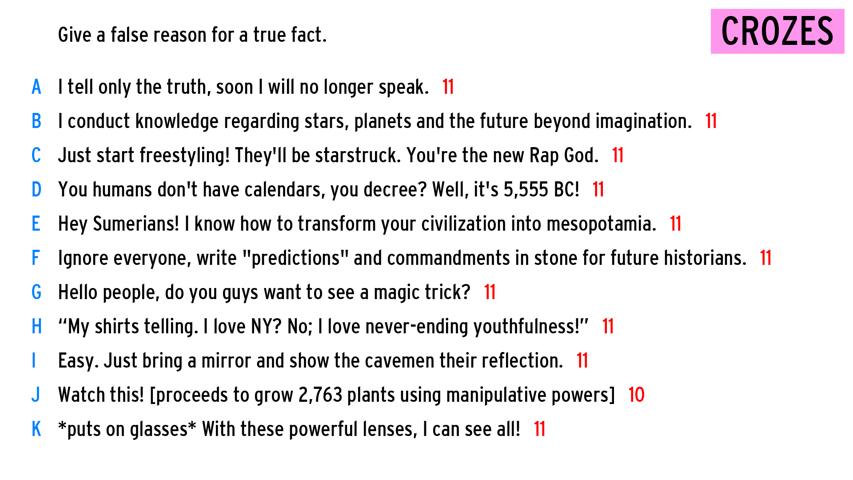 Give a false reason for a true fact.
CROZES
A I tell only the truth, soon I will no longer speak. 11
B I conduct knowledge regarding stars, planets and the future beyond imagination. 11
C Just start freestyling! They'll be starstruck. You're the new Rap God. 11
D You humans don't have calendars, you decree? Well, it's 5,555 BC! 11
E Hey Sumerians! I know how to transform your civilization into mesopotamia. 11
F Ignore everyone, write "predictions" and commandments in stone for future historians. 11
G Hello people, do you guys want to see a magic trick? 11
H “My shirts telling. I love NY? No; I love never-ending youthfulness!” 11
I Easy. Just bring a mirror and show the cavemen their reflection. 11
J Watch this! [proceeds to grow 2,763 plants using manipulative powers] 10
K *puts on glasses* With these powerful lenses, I can see all! 11